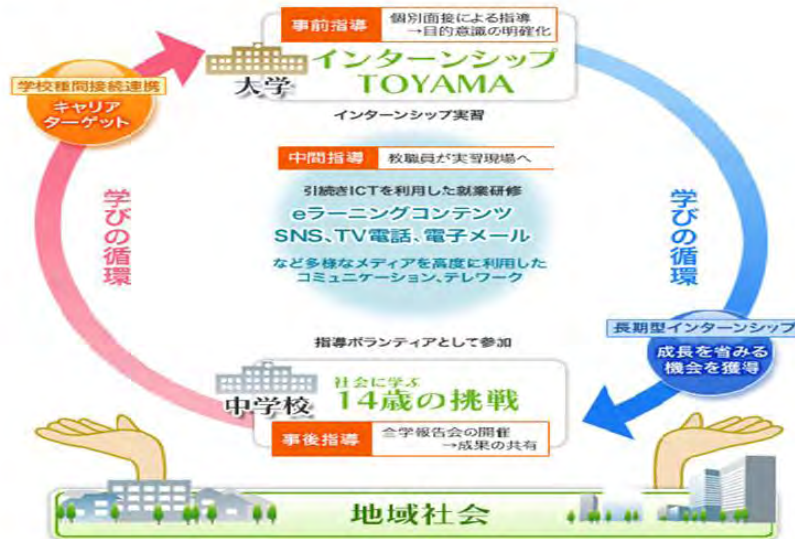 事前指導
個別面接による指導
→目的意識の明確化
大学
インターンシップ
TOYAMA
インターンシップ実習
学校種間接続連携
キャリア
ターゲット
中間指導
教職員が実習現場へ
引続きICTを利用した就業研修
eラーニングコンテンツ
SNS、TV電話、電子メール
など多様なメディアを高度に利用した
コミュニケーション、テレワーク
学びの循環
学びの循環
長期型インターンシップ
成長を省みる
機会を獲得
指導ボランティアとして参加
中学校
社会に学ぶ
14歳の挑戦
事後指導
全学報告会の開催
→成果の共有
地域社会